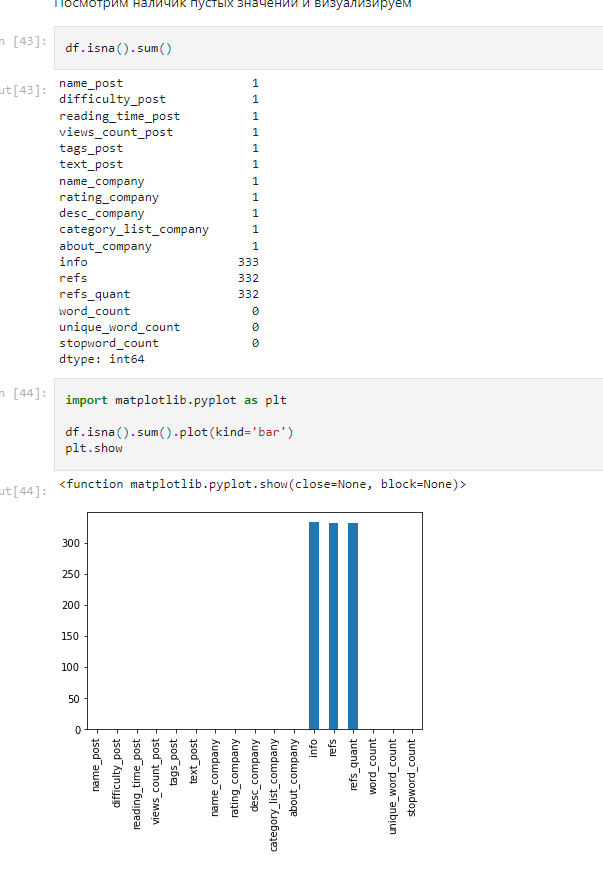 Посмотрим наличик пустых значений и визуализируем
n [43]:
df.isna().sum()
ut[43]:
name_post 1
difficulty_post 1
reading_time_post 1
views_count_post 1
tags_post 1
text_post 1
name_company 1
rating_company 1
desc_company 1
category_list_company 1
about_company 1
info 333
refs 332
refs_quant 332
word_count 0
unique_word_count 0
stopword_count 0
dtype: int64
n [44]:
import matplotlib.pyplot as plt
df.isna().sum().plot(kind='bar')
plt.show
ut[44]:
<function matplotlib.pyplot.show(close=None, block=None)>
300
250
200
150
100
50
0
name_post
difficulty_post
reading_time_post
views_count_post
tags_post
text_post
name_company
rating_company
desc_company
category_list_company
about_company
info
refs
refs_quant
word_count
unique_word_count
stopword_count